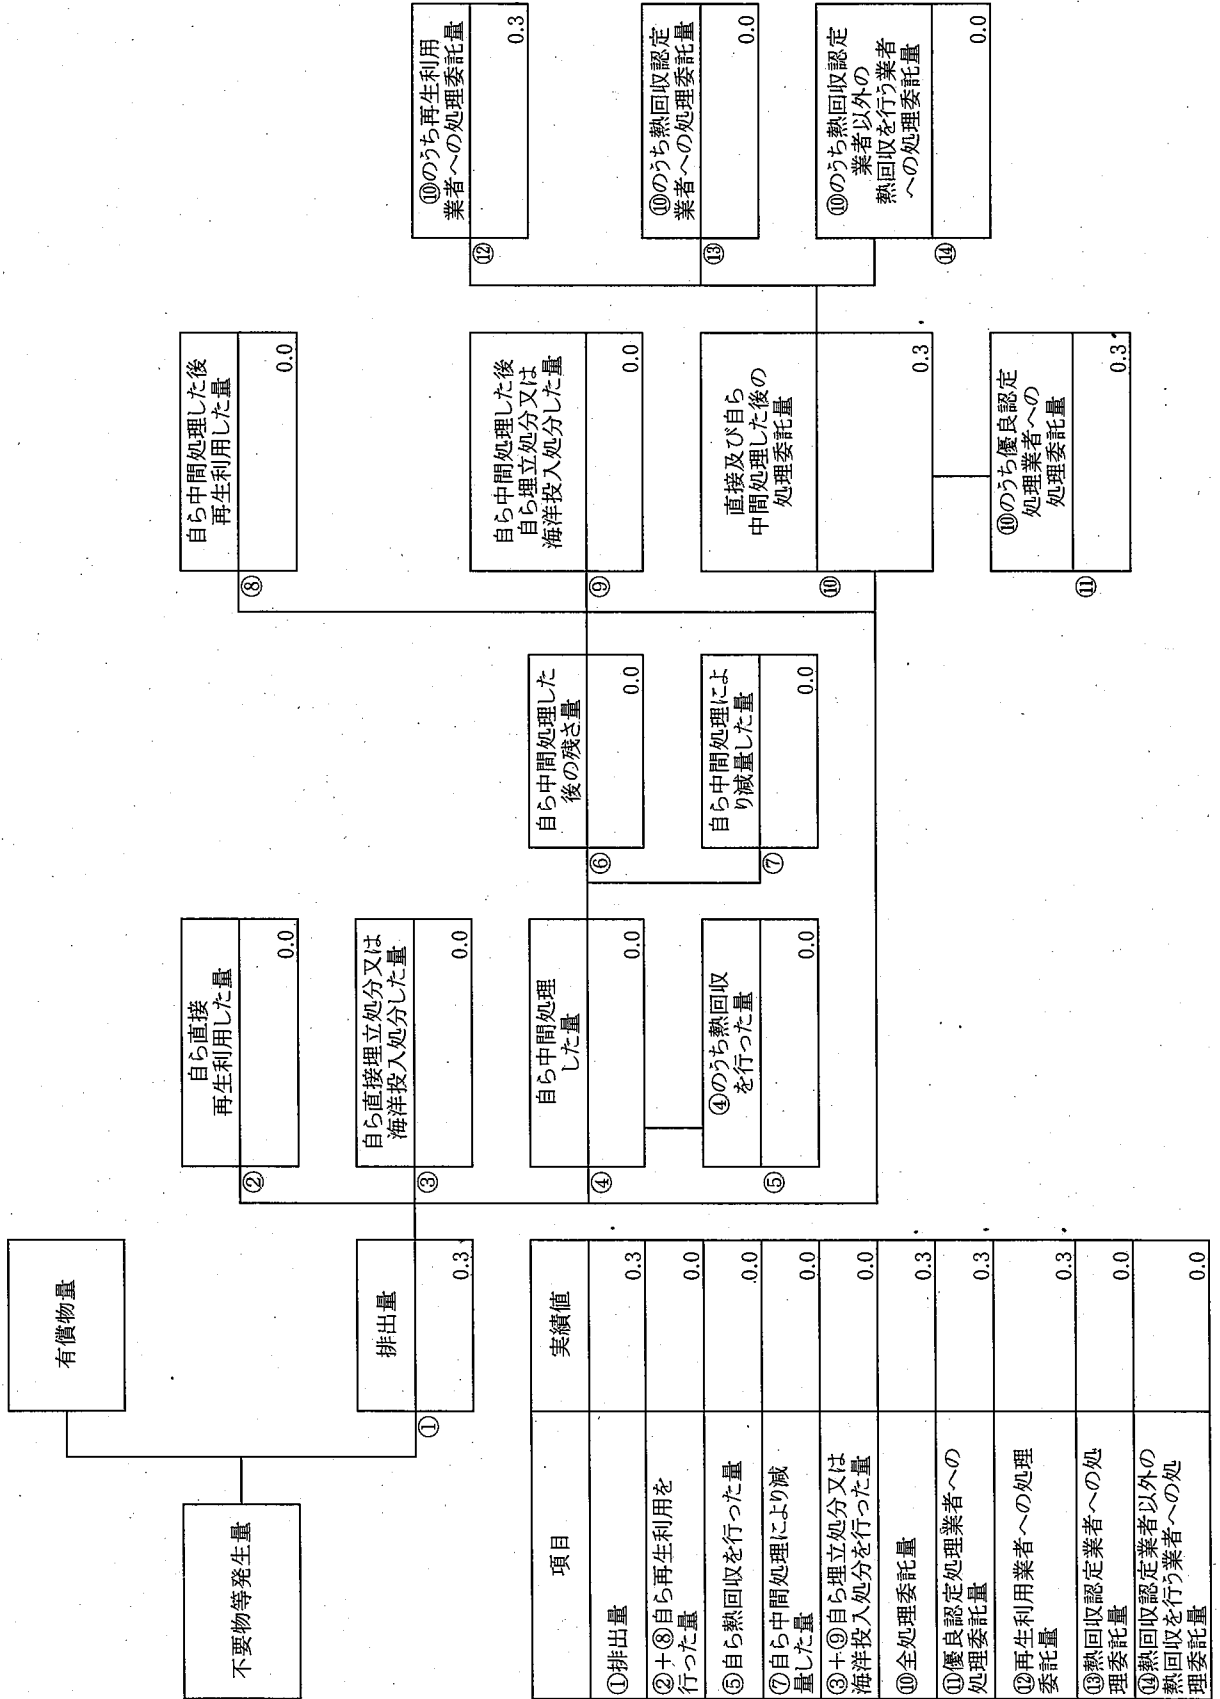 不要物等発生量
有償物量
排出量
①
0.3
自ら直接
再生利用した量
②
0.0
自ら直接埋立処分又は
海洋投入処分した量
③
0.0
自ら中間処理
した量
④
0.0
④のうち熱回収
を行った量
⑤
0.0
自ら中間処理した
後の残さ量
⑥
0.0
自ら中間処理によ
り減量した量
⑦
0.0
自ら中間処理した後
再生利用した量
⑧
0.0
自ら中間処理した後
自ら埋立処分又は
海洋投入処分した量
⑨
0.0
直接及び自ら
中間処理した後の
処理委託量
⑩
0.3
⑩のうち優良認定
処理業者への
処理委託量
⑪
0.3
⑩のうち再生利用
業者への処理委託量
⑫
0.3
⑩のうち熱回収認定
業者への処理委託量
⑬
0.0
⑩のうち熱回収認定
業者以外の
熱回収を行う業者
への処理委託量
⑭
0.0
項目 実績値
①排出量 0.3
②+⑧自ら再生利用を
行った量 0.0
⑤自ら熱回収を行った量 0.0
⑦自ら中間処理により減
量した量 0.0
③+⑨自ら埋立処分又は
海洋投入処分を行った量 0.0
⑩全処理委託量 0.3
⑪優良認定処理業者への
処理委託量 0.3
⑫再生利用業者への処理
委託量 0.3
⑬熱回収認定業者への処
理委託量 0.0
⑭熱回収認定業者以外の
熱回収を行う業者への処
理委託量 0.0